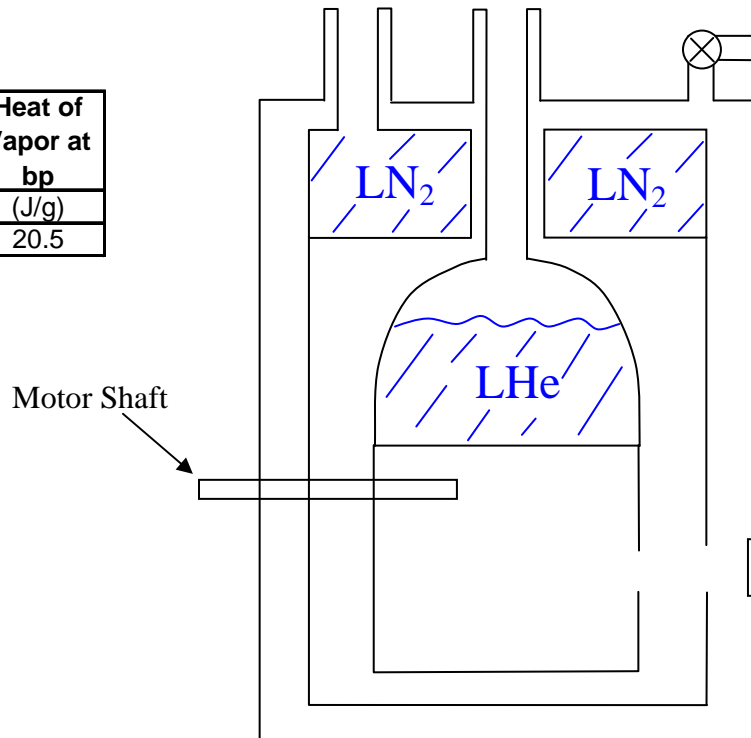 Heat of
Vapor at
bp
(J/g)
20.5
LN₂
LN₂
LHe
Motor Shaft